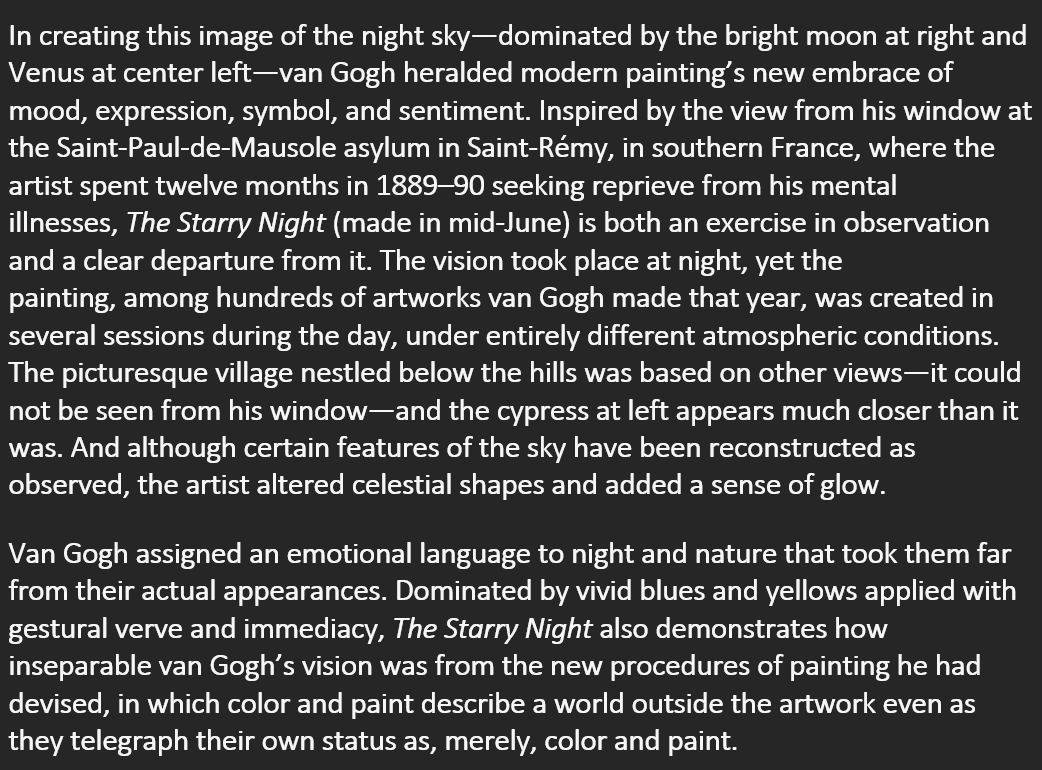 In creating this image of the night sky—dominated by the bright moon at right and
Venus at center left—van Gogh heralded modern painting’s new embrace of
mood, expression, symbol, and sentiment. Inspired by the view from his window at
the Saint-Paul-de-Mausole asylum in Saint-Rémy, in southern France, where the
artist spent twelve months in 1889–90 seeking reprieve from his mental
illnesses, The Starry Night (made in mid-June) is both an exercise in observation
and a clear departure from it. The vision took place at night, yet the
painting, among hundreds of artworks van Gogh made that year, was created in
several sessions during the day, under entirely different atmospheric conditions.
The picturesque village nestled below the hills was based on other views—it could
not be seen from his window—and the cypress at left appears much closer than it
was. And although certain features of the sky have been reconstructed as
observed, the artist altered celestial shapes and added a sense of glow.
Van Gogh assigned an emotional language to night and nature that took them far
from their actual appearances. Dominated by vivid blues and yellows applied with
gestural verve and immediacy, The Starry Night also demonstrates how
inseparable van Gogh’s vision was from the new procedures of painting he had
devised, in which color and paint describe a world outside the artwork even as
they telegraph their own status as, merely, color and paint.